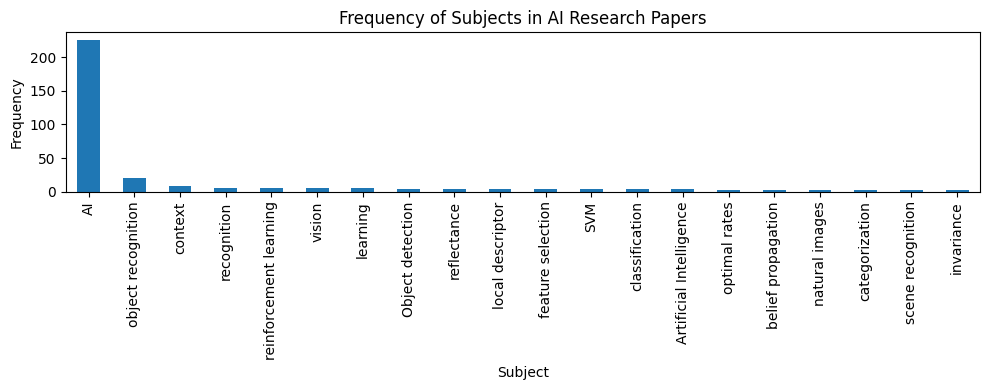 Frequency of Subjects in AI Research Papers
Frequency
200
150
100
50
0
AI
object recognition
context
recognition
reinforcement learning
vision
learning
Object detection
reflectance
local descriptor
feature selection
SVM
classification
Artificial Intelligence
optimal rates
belief propagation
natural images
categorization
scene recognition
invariance
Subject